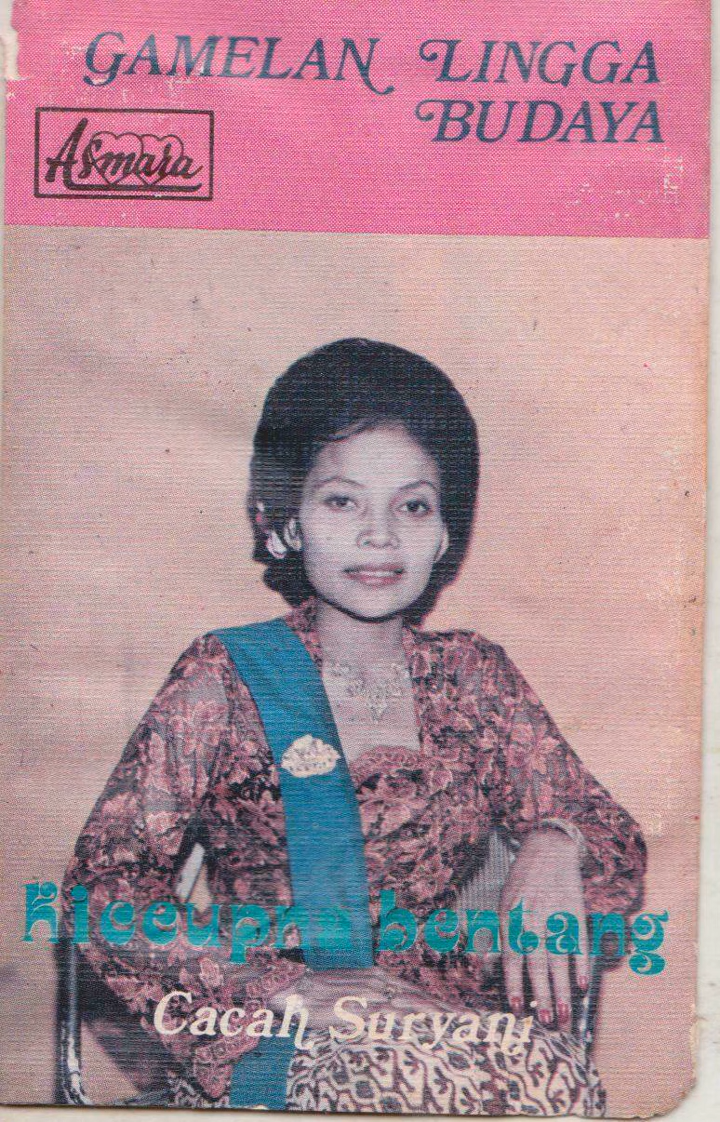 GAMELAN LINGGA
BUDAYA
Asmara
kiceupna bentang
Cacah Suryani